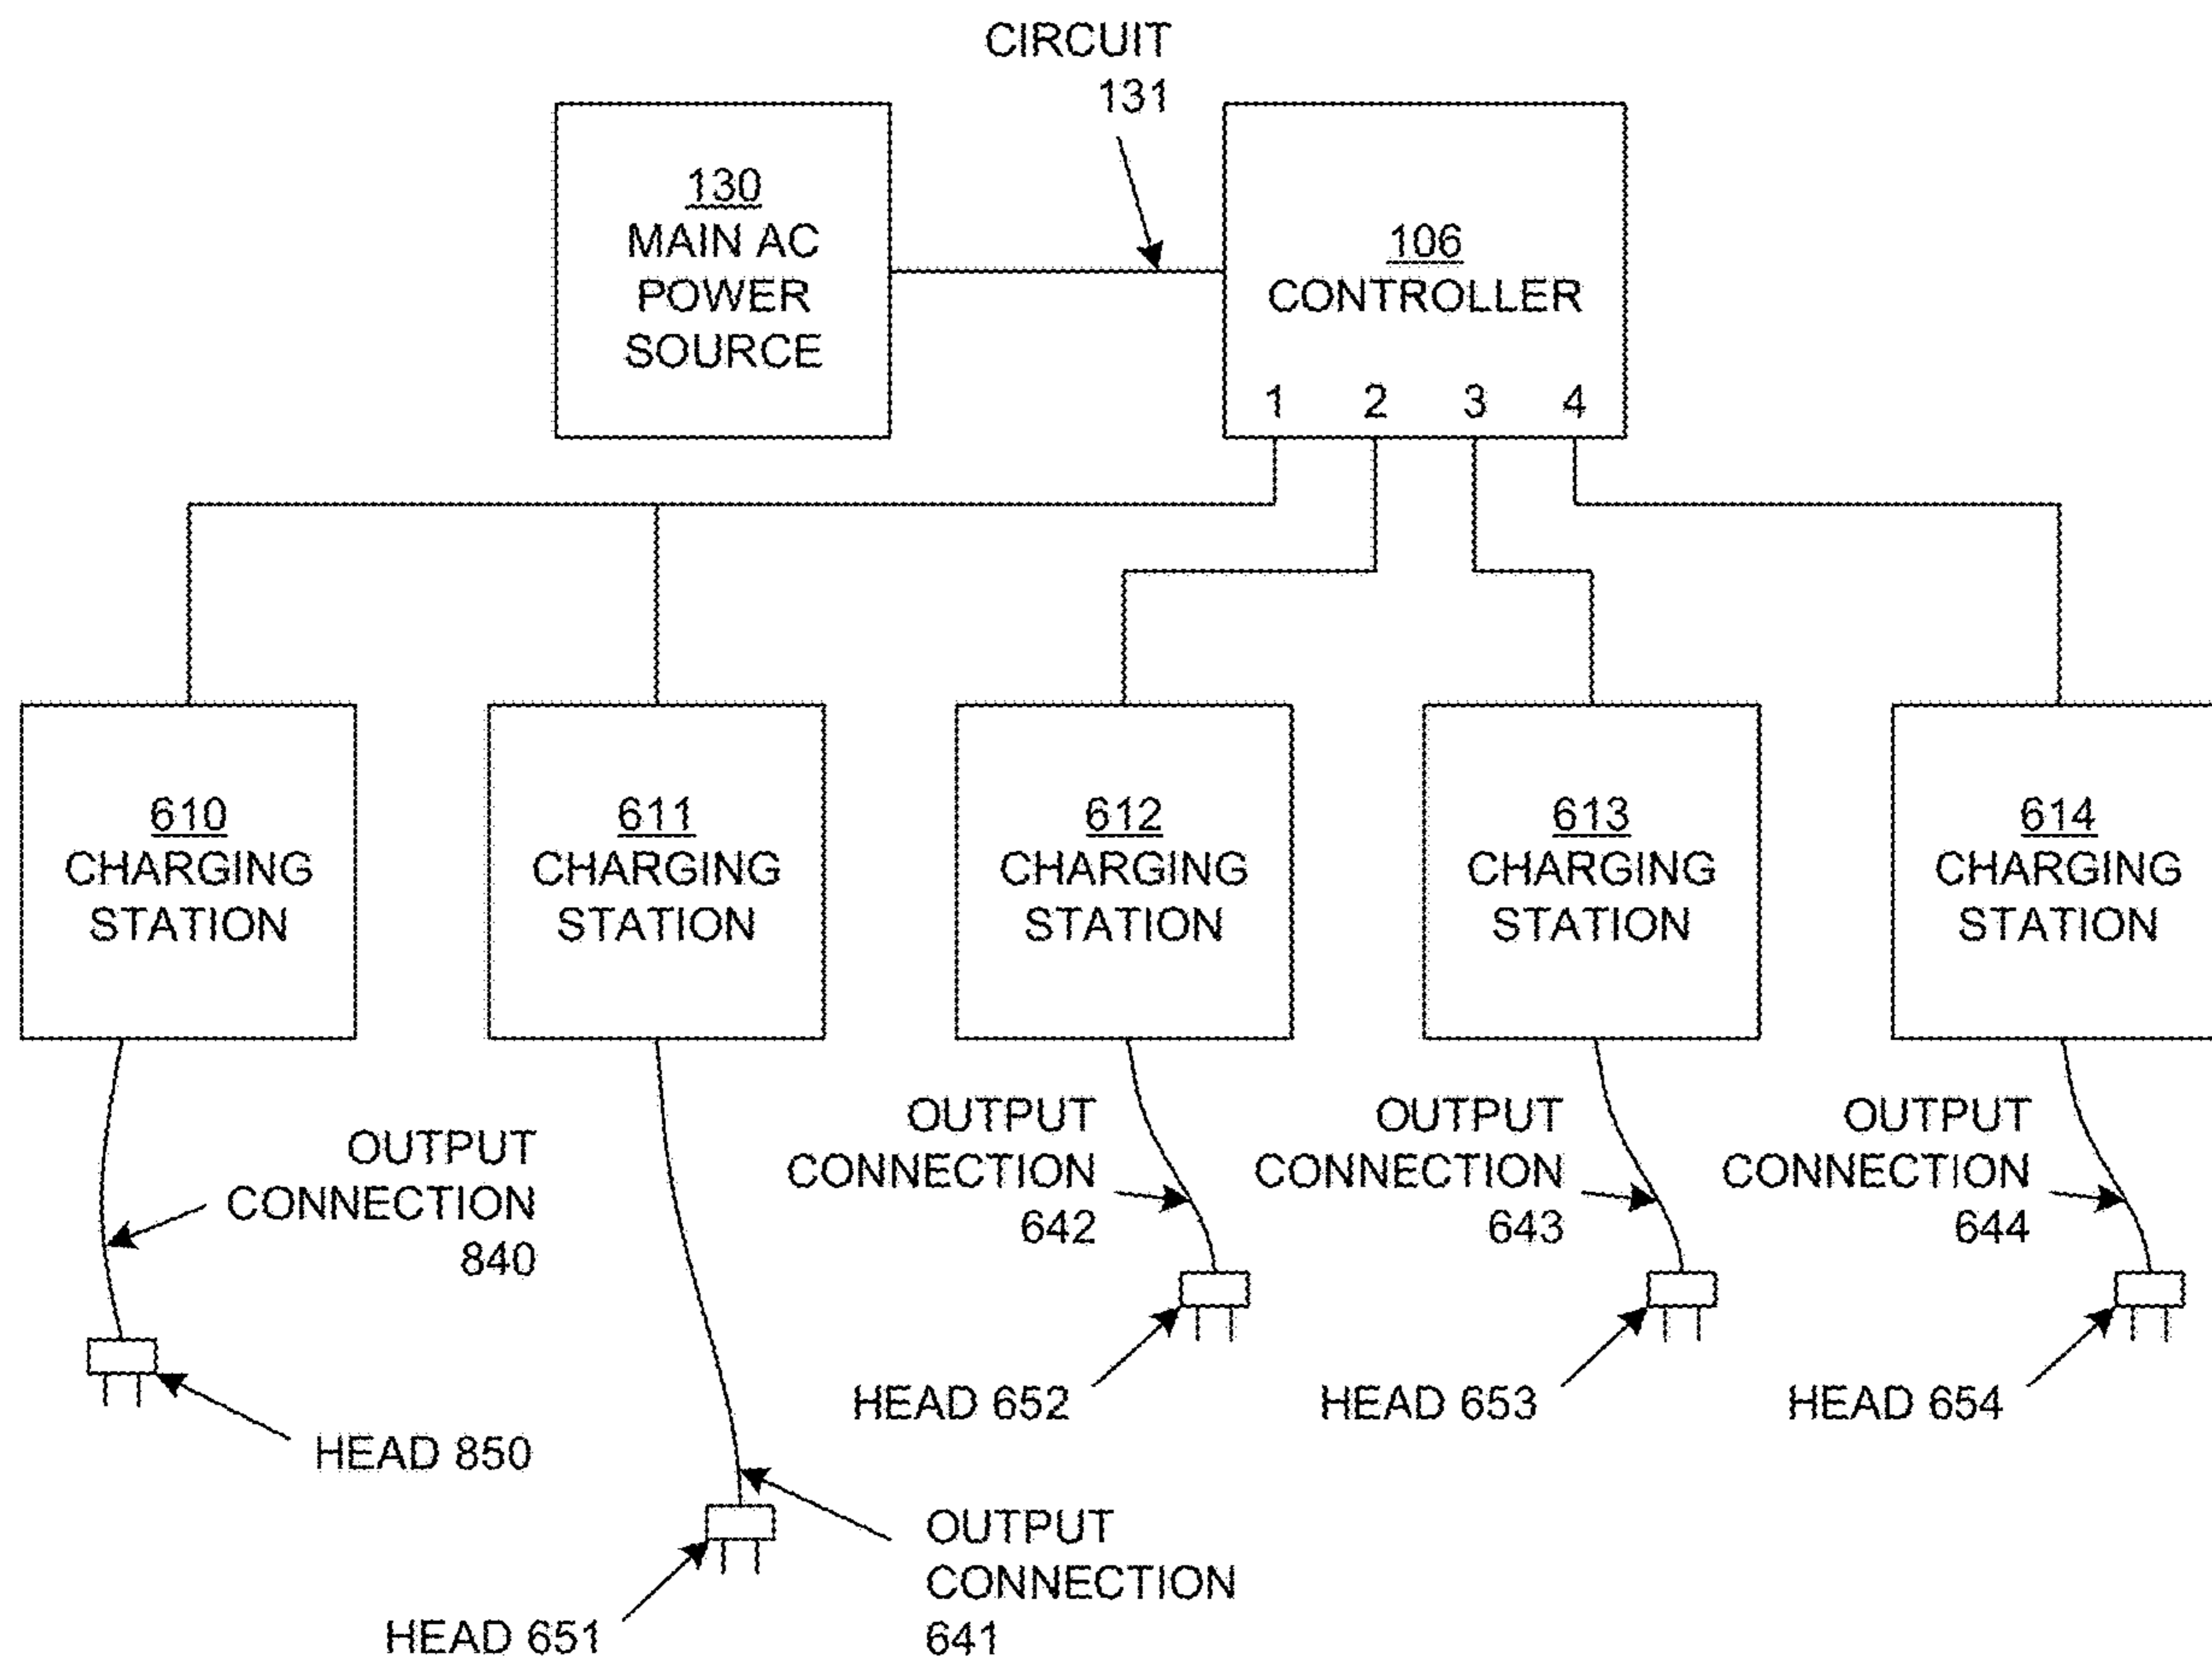 CIRCUIT
131
130
MAIN AC
POWER
SOURCE
106
CONTROLLER
1 2 3 4
610
CHARGING
STATION
611
CHARGING
STATION
612
CHARGING
STATION
613
CHARGING
STATION
614
CHARGING
STATION
OUTPUT
CONNECTION
840
OUTPUT
CONNECTION
642
OUTPUT
CONNECTION
643
OUTPUT
CONNECTION
644
HEAD 850
HEAD 652
HEAD 653
HEAD 654
OUTPUT
CONNECTION
641
HEAD 651